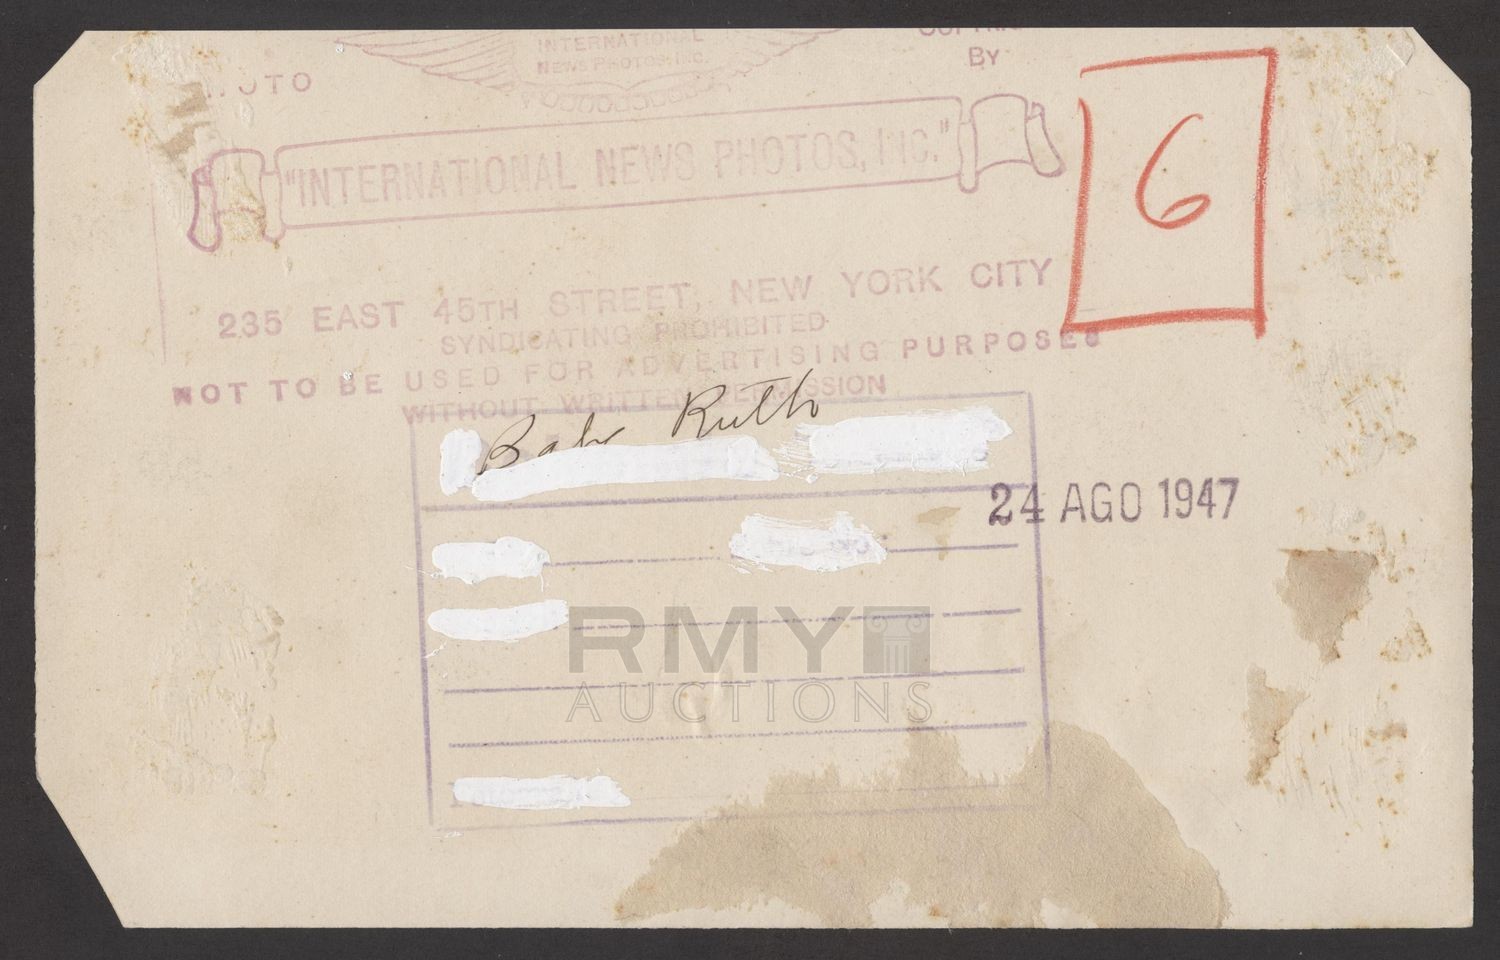 INTERNATIONAL
NEWS PHOTOS, INC.
BY
"INTERNATIONAL NEWS PHOTOS, INC."
6
235 EAST 45TH STREET, NEW YORK CITY
SYNDICATING PROHIBITED
NOT TO BE USED FOR ADVERTISING PURPOSES
WITHOUT WRITTEN PERMISSION
Babe Ruth
24 AGO 1947
RMY
AUCTIONS